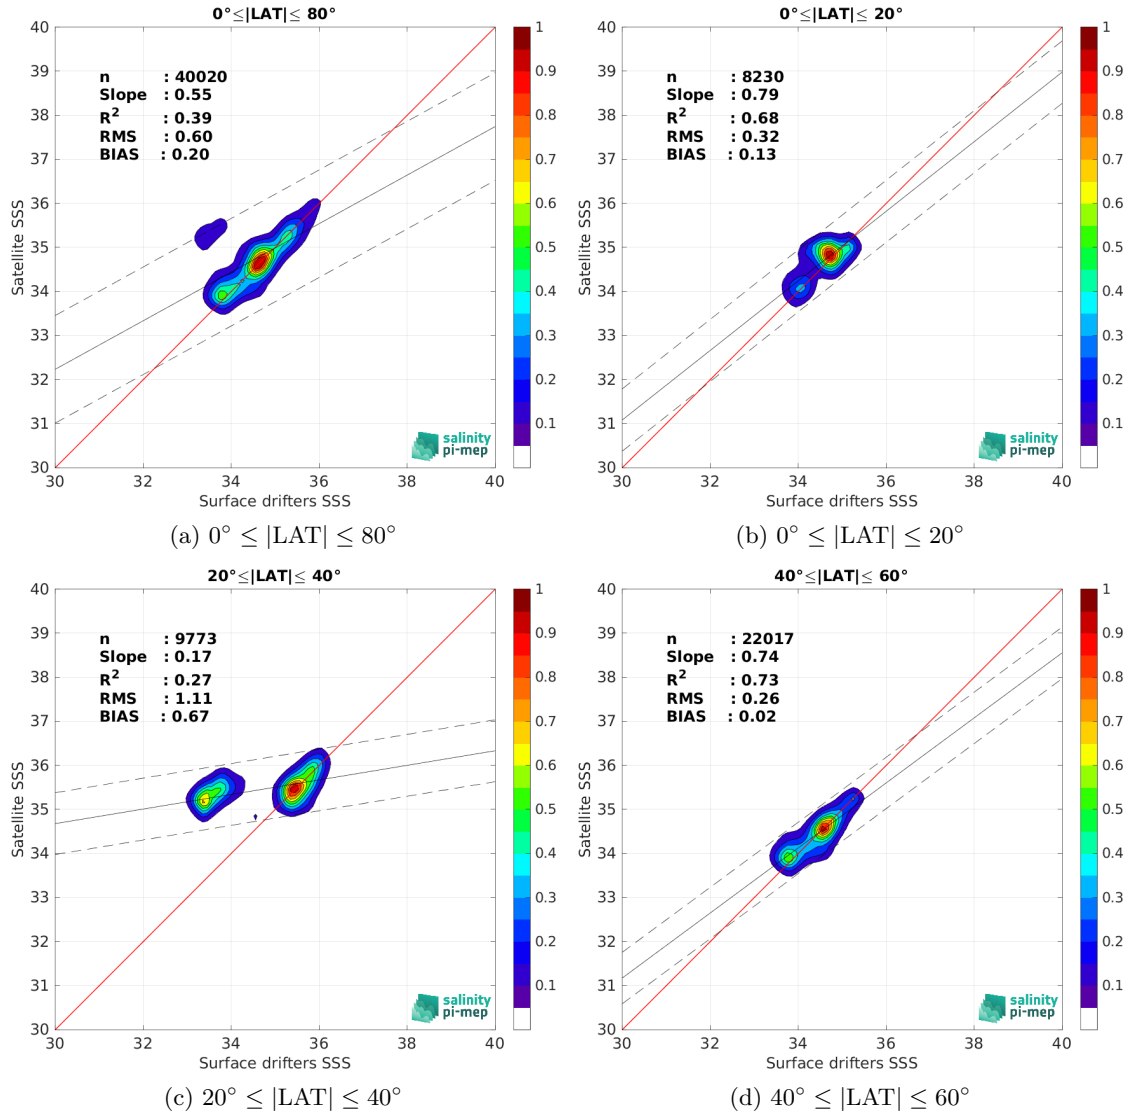 0°≤|LAT|≤ 80°
40
39
38
37
36
35
34
33
32
31
30
Satellite SSS
n : 40020
Slope : 0.55
R² : 0.39
RMS : 0.60
BIAS : 0.20
salinity
pi-mep
30 32 34 36 38 40
Surface drifters SSS
1
0.9
0.8
0.7
0.6
0.5
0.4
0.3
0.2
0.1
(a) 0° ≤ |LAT| ≤ 80°
0°≤|LAT|≤ 20°
40
39
38
37
36
35
34
33
32
31
30
Satellite SSS
n : 8230
Slope : 0.79
R² : 0.68
RMS : 0.32
BIAS : 0.13
salinity
pi-mep
30 32 34 36 38 40
Surface drifters SSS
1
0.9
0.8
0.7
0.6
0.5
0.4
0.3
0.2
0.1
(b) 0° ≤ |LAT| ≤ 20°
20°≤|LAT|≤ 40°
40
39
38
37
36
35
34
33
32
31
30
Satellite SSS
n : 9773
Slope : 0.17
R² : 0.27
RMS : 1.11
BIAS : 0.67
salinity
pi-mep
30 32 34 36 38 40
Surface drifters SSS
1
0.9
0.8
0.7
0.6
0.5
0.4
0.3
0.2
0.1
(c) 20° ≤ |LAT| ≤ 40°
40°≤|LAT|≤ 60°
40
39
38
37
36
35
34
33
32
31
30
Satellite SSS
n : 22017
Slope : 0.74
R² : 0.73
RMS : 0.26
BIAS : 0.02
salinity
pi-mep
30 32 34 36 38 40
Surface drifters SSS
1
0.9
0.8
0.7
0.6
0.5
0.4
0.3
0.2
0.1
(d) 40° ≤ |LAT| ≤ 60°